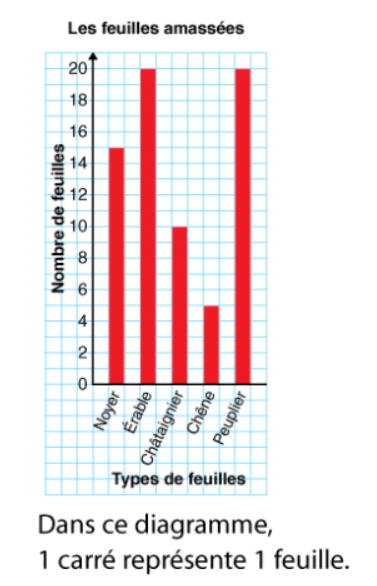 Les feuilles amassées
Nombre de feuilles
20
18
16
14
12
10
8
6
4
2
0
Noyer
Érable
Châtaignier
Chêne
Peuplier
Types de feuilles
Dans ce diagramme,
1 carré représente 1 feuille.